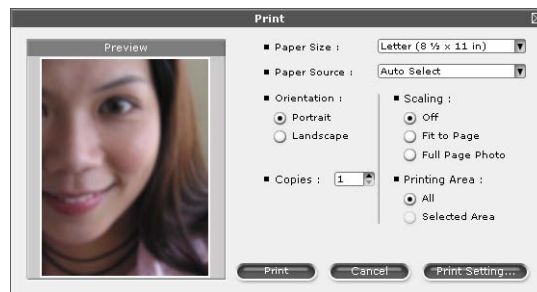 Print
Preview
Paper Size : Letter (8 ½ x 11 in)
Paper Source : Auto Select
Orientation :
Portrait
Landscape
Copies : 1
Scaling :
Off
Fit to Page
Full Page Photo
Printing Area :
All
Selected Area
Print Cancel Print Setting...